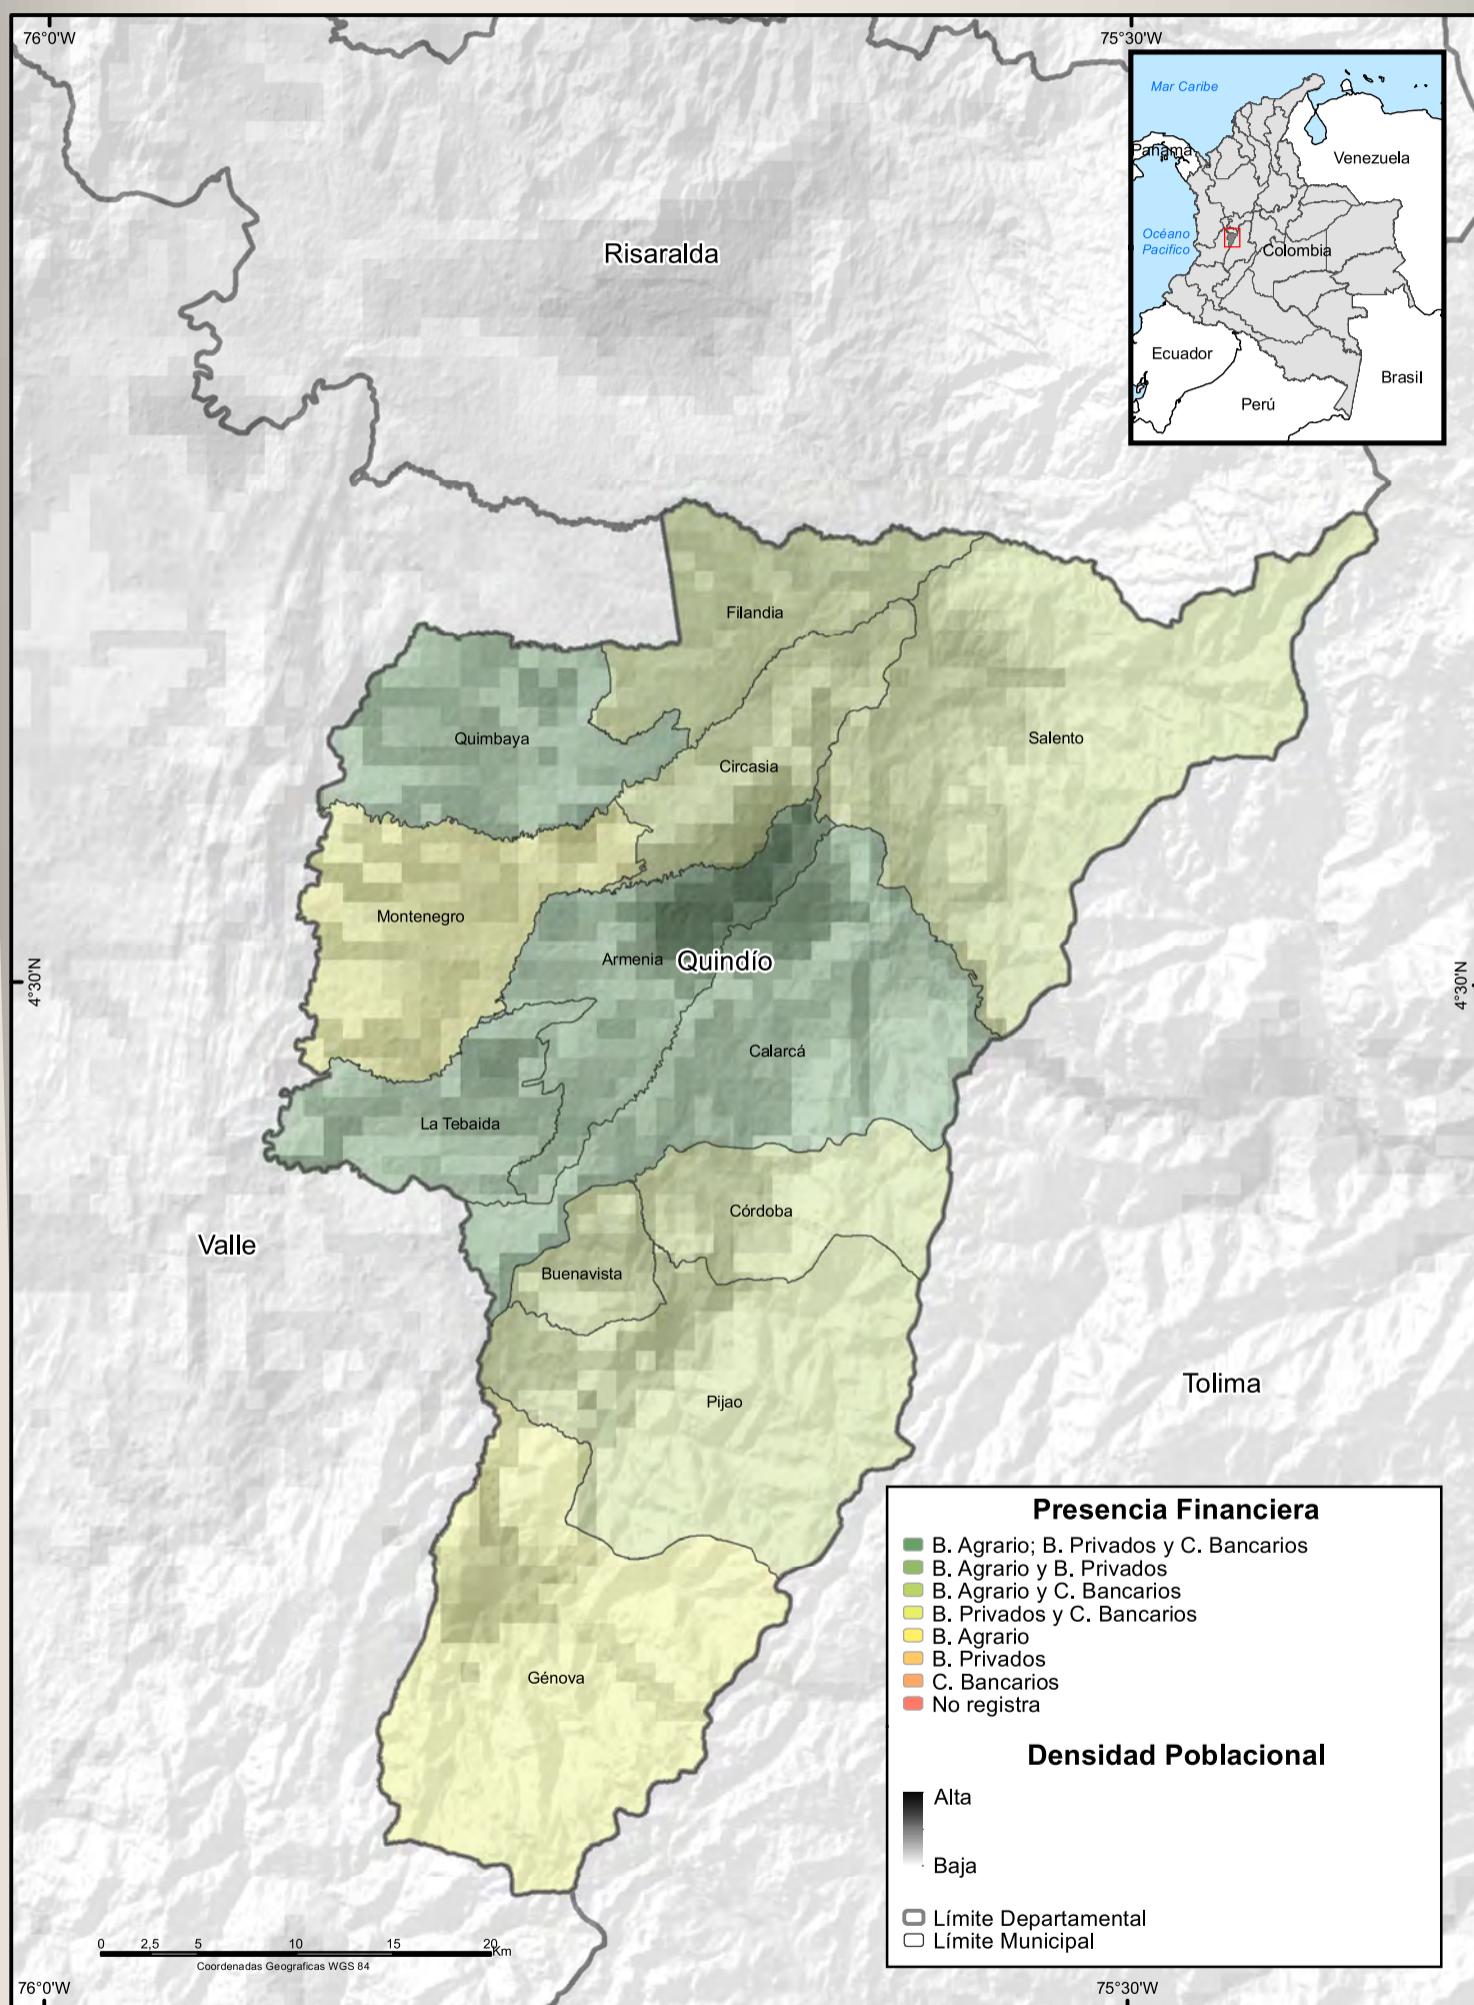 76°0'W
75°30'W
Mar Caribe
Panamá
Venezuela
Océano
Pacifico
Colombia
Ecuador
Brasil
Perú
Risaralda
Filandia
Quimbaya
Salento
Circasia
Montenegro
Armenia
Quindío
4°30'N
4°30'N
Calarcá
La Tebaida
Córdoba
Valle
Buenavista
Tolima
Pijao
Génova
Presencia Financiera
B. Agrario; B. Privados y C. Bancarios
B. Agrario y B. Privados
B. Agrario y C. Bancarios
B. Privados y C. Bancarios
B. Agrario
B. Privados
C. Bancarios
No registra
Densidad Poblacional
Alta
Baja
Límite Departamental
Límite Municipal
0 2,5 5 10 15 20 Km
Coordenadas Geograficas WGS 84
76°0'W
75°30'W